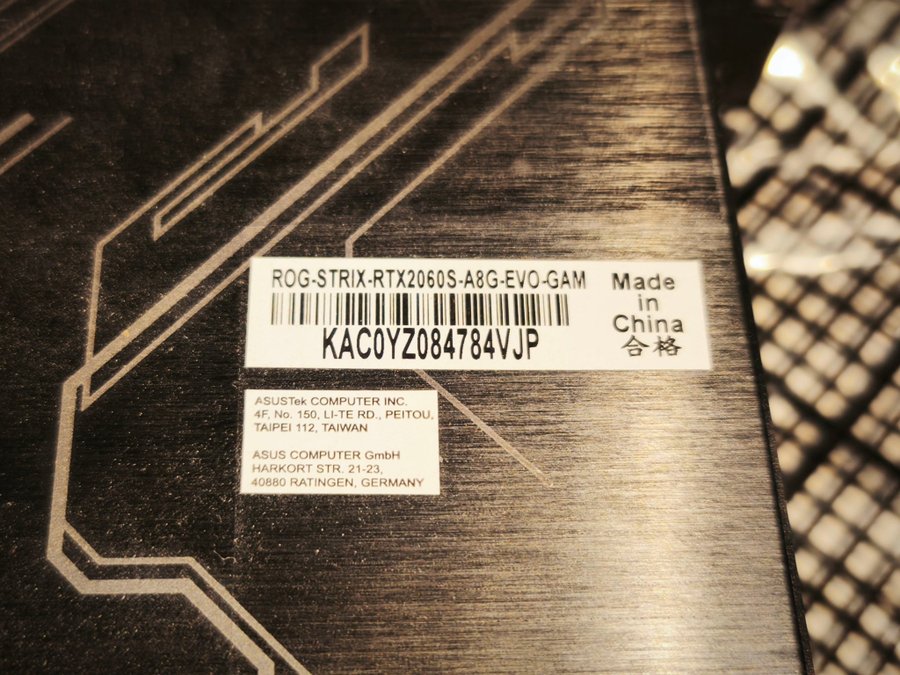 ROG-STRIX-RTX2060S-A8G-EVO-GAM
KAC0YZ084784VJP
Made
in
China
合格
ASUSTek COMPUTER INC.
4F, No. 150, LI-TE RD., PEITOU,
TAIPEI 112, TAIWAN
ASUS COMPUTER GmbH
HARKORT STR. 21-23,
40880 RATINGEN, GERMANY